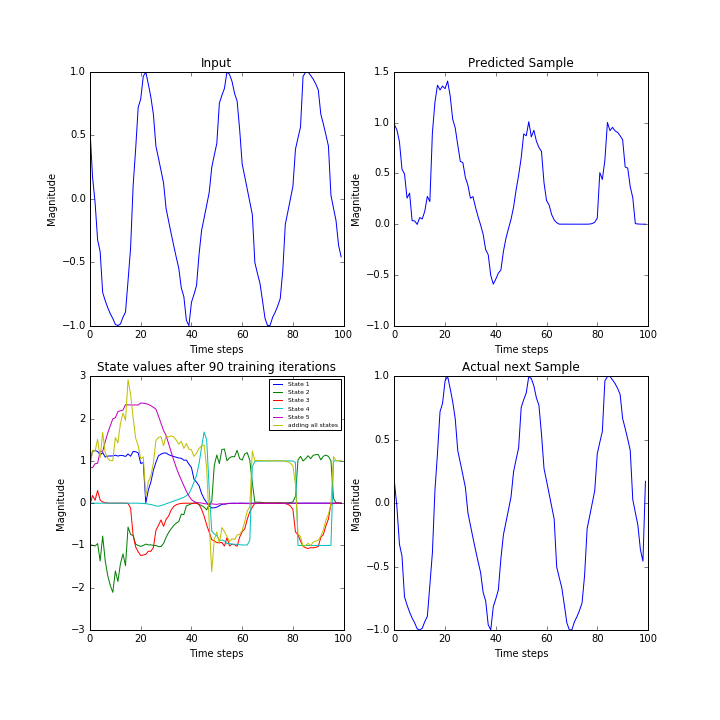 Input
Magnitude
1.0
0.5
0.0
−0.5
−1.0
0 20 40 60 80 100
Time steps
Predicted Sample
Magnitude
1.5
1.0
0.5
0.0
−0.5
−1.0
0 20 40 60 80 100
Time steps
State values after 90 training iterations
Magnitude
3
2
1
0
−1
−2
−3
0 20 40 60 80 100
Time steps
State 1
State 2
State 3
State 4
State 5
adding all states
Actual next Sample
Magnitude
1.0
0.5
0.0
−0.5
−1.0
0 20 40 60 80 100
Time steps